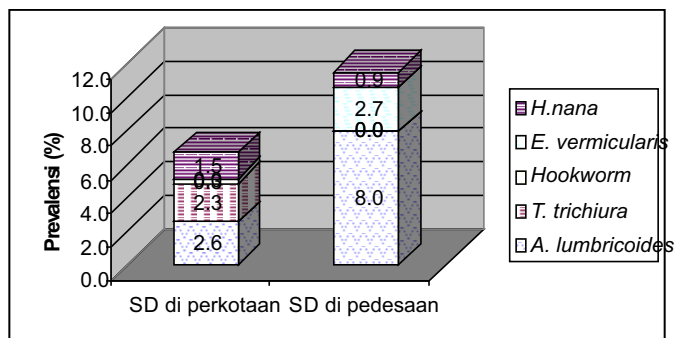 Prevalensi (%)
12.0
10.0
8.0
6.0
4.0
2.0
0.0
1.5
2.3
2.6
0.9
2.7
0.0
8.0
SD di perkotaan SD di pedesaan
H.nana
E. vermicularis
Hookworm
T. trichiura
A. lumbricoides